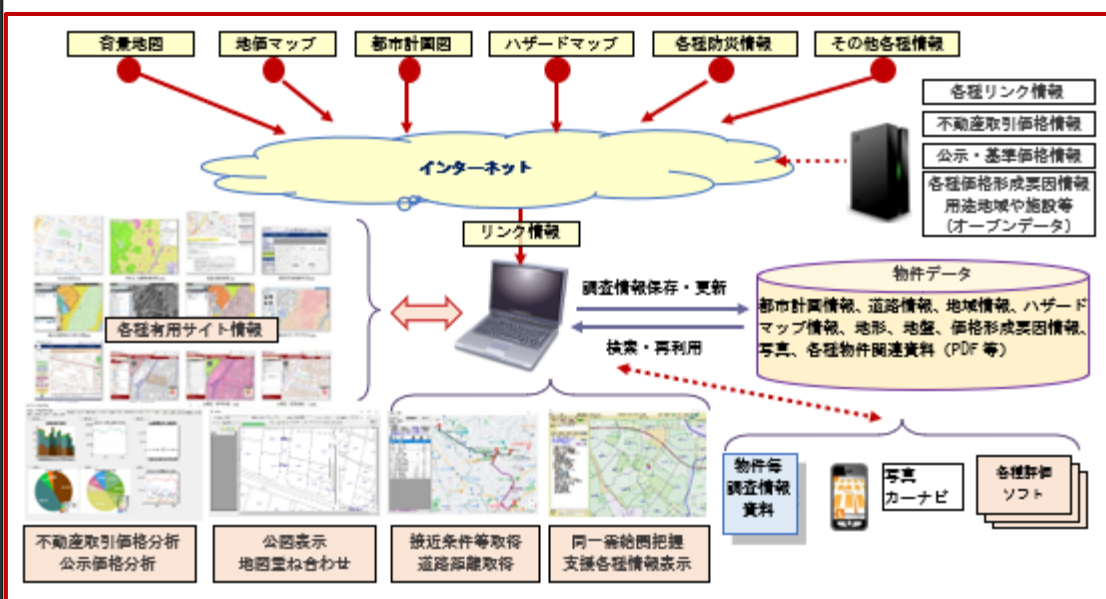 背景地図
地価マップ
都市計画図
ハザードマップ
各種防災情報
その他各種情報
各種リンク情報
不動産取引価格情報
公示・基準価格情報
各種価格形成要因情報
用途地域や施設等
(オープンデータ)
インターネット
リンク情報
各種有用サイト情報
調査情報保存・更新
検索・再利用
物件データ
都市計画情報、道路情報、地域情報、ハザード
マップ情報、地形、地盤、価格形成要因情報、
写真、各種物件関連資料(PDF 等)
物件毎
調査情報
資料
写真
カーナビ
各種評価
ソフト
不動産取引価格分析
公示価格分析
公図表示
地図重ね合わせ
接近条件等取得
道路距離取得
同一需給圏把握
支援各種情報表示